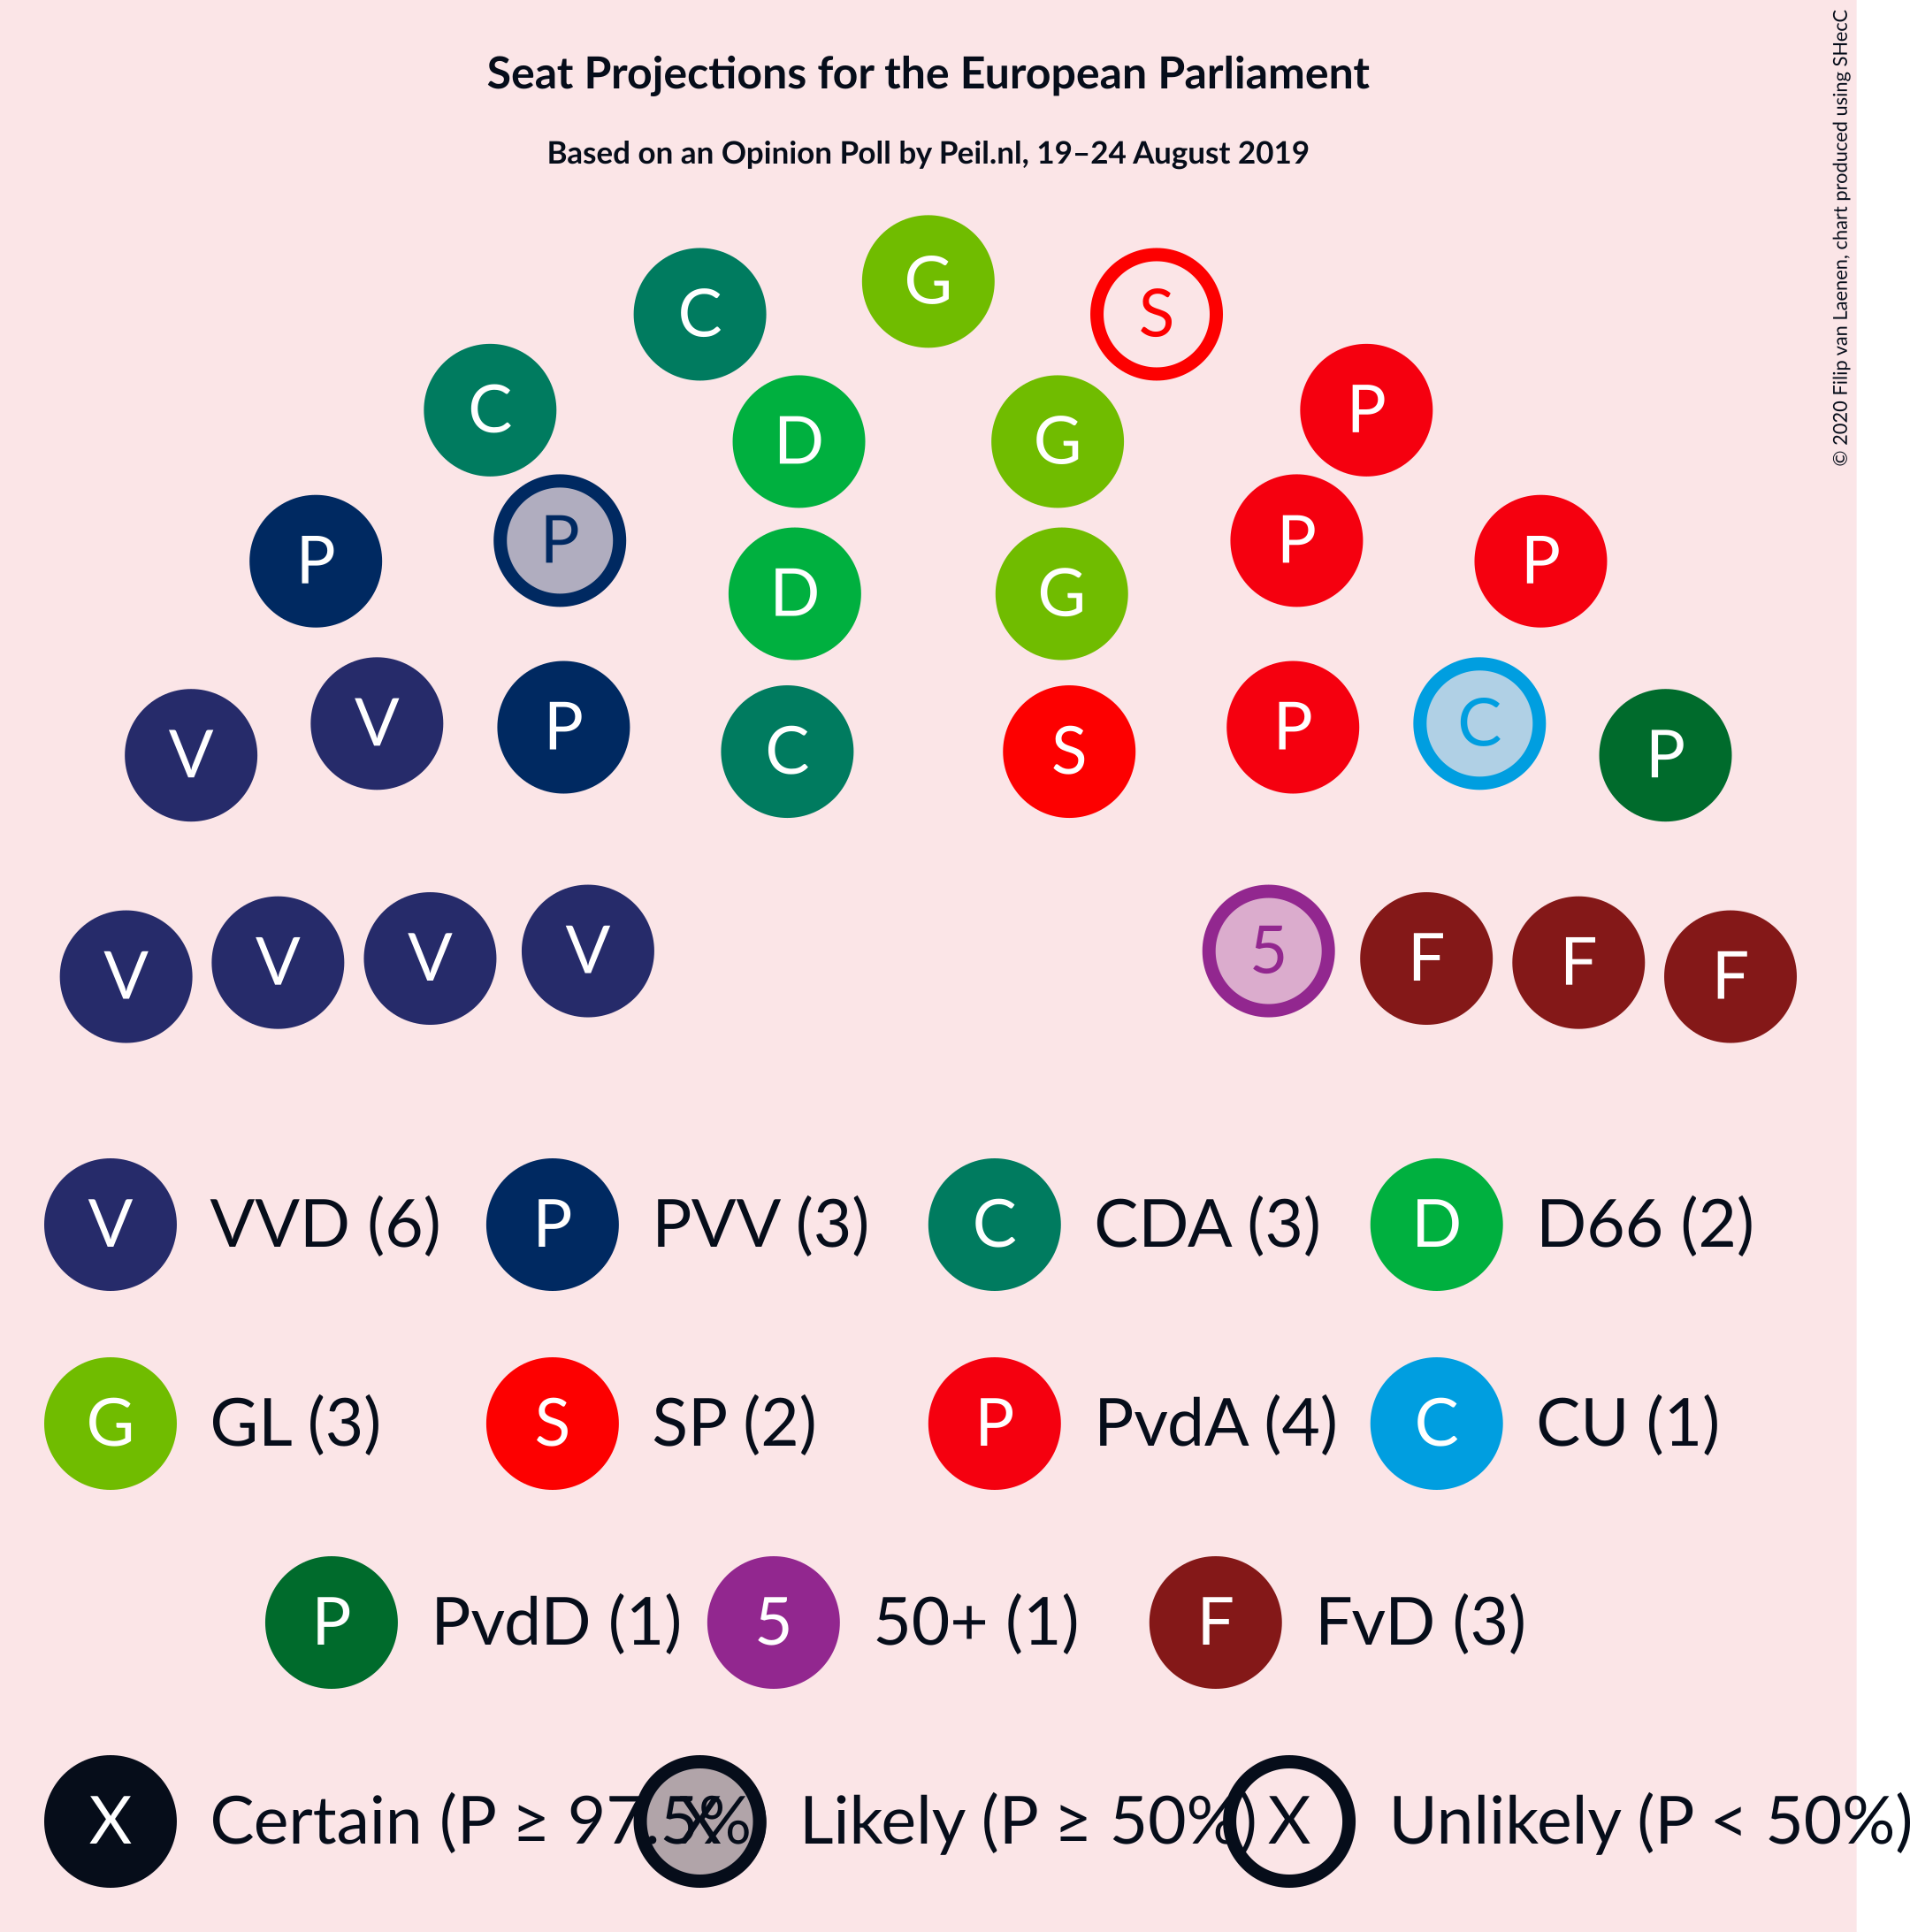 Seat Projections for the European Parliament
Based on an Opinion Poll by Peil.nl, 19–24 August 2019
© 2020 Filip van Laenen, chart produced using SHecC
G
C S
C P
D G
P P
P P
D G
V V P C S P C P
V V V V 5 F F F
V VVD (6) P PVV (3) C CDA (3) D D66 (2)
G GL (3) S SP (2) P PvdA (4) C CU (1)
P PvdD (1) 5 50+ (1) F FvD (3)
X Certain (P ≥ 97.5% X Likely (P ≥ 50%) X Unlikely (P < 50%)